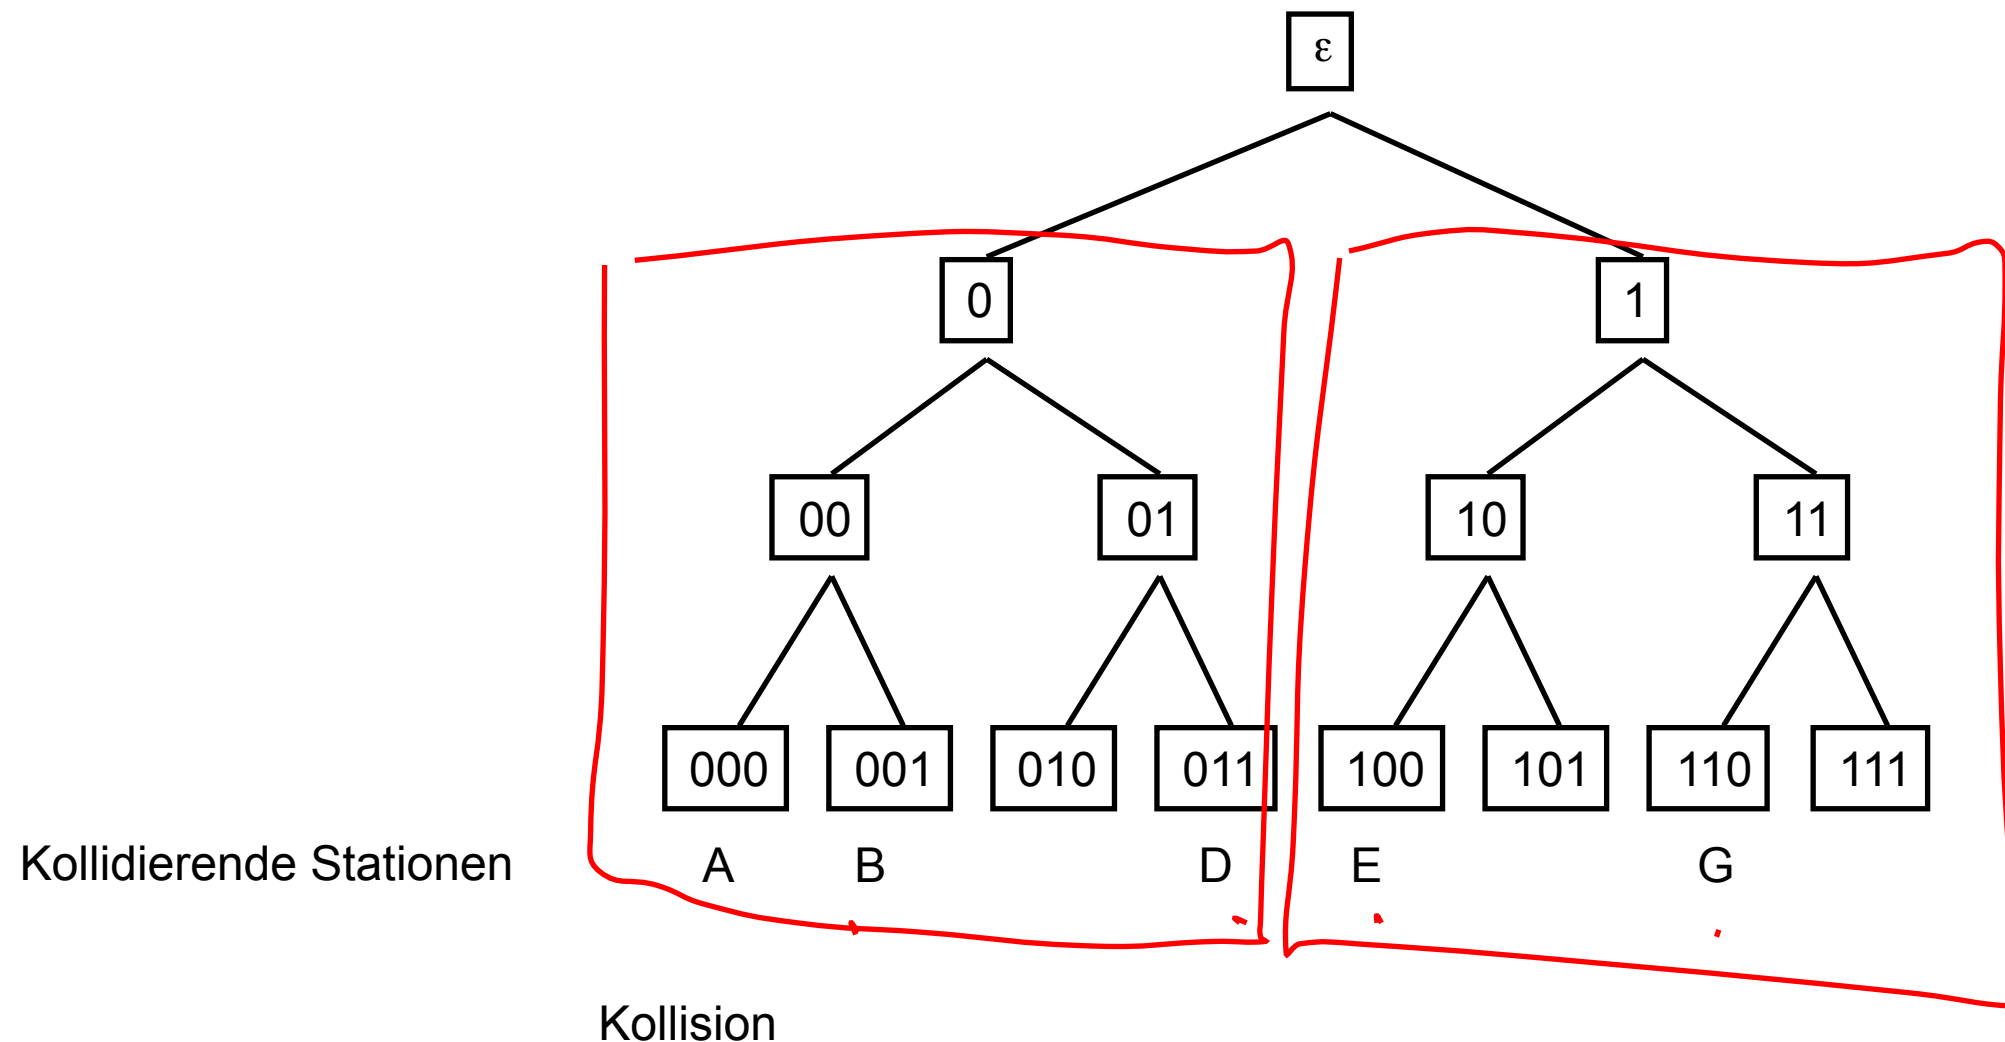 ε
0 1
00 01 10 11
000 001 010 011 100 101 110 111
Kollidierende Stationen A B D E G
Kollision